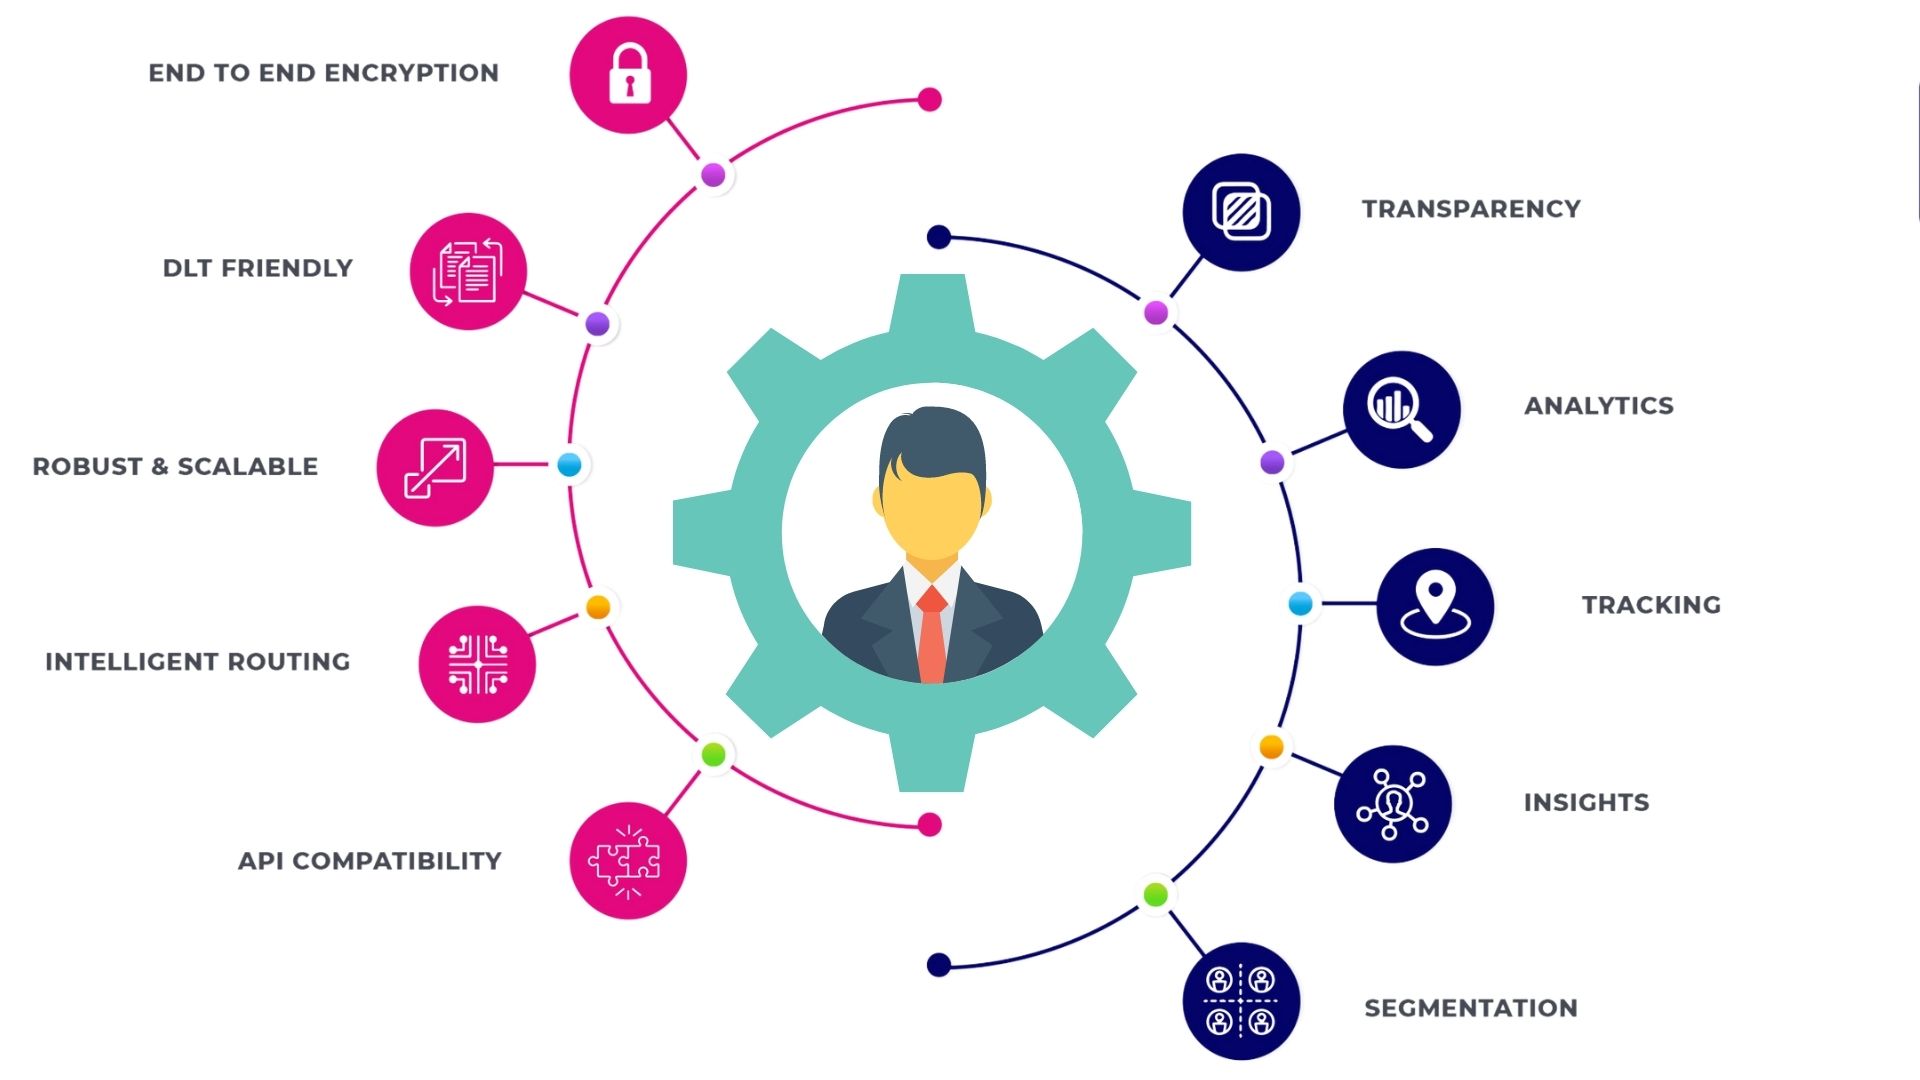 END TO END ENCRYPTION
DLT FRIENDLY
ROBUST & SCALABLE
INTELLIGENT ROUTING
API COMPATIBILITY
TRANSPARENCY
ANALYTICS
TRACKING
INSIGHTS
SEGMENTATION